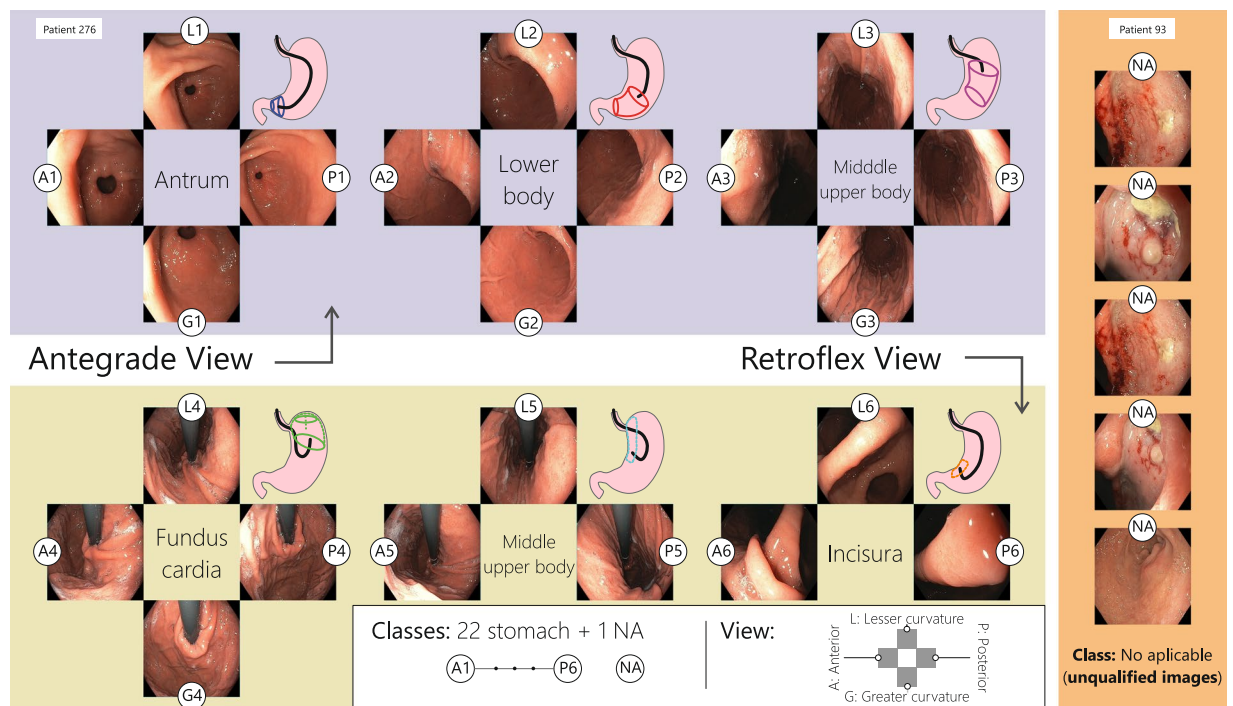 Patient 276
L1
A1
Antrum
P1
G1
L2
A2
Lower
body
P2
G2
L3
A3
Midddle
upper body
P3
G3
Antegrade View
Retroflex View
L4
A4
Fundus
cardia
P4
G4
L5
A5
Middle
upper body
P5
L6
A6
Incisura
P6
Classes: 22 stomach + 1 NA
A1
P6
NA
View:
L: Lesser curvature
A: Anterior
P: Posterior
G: Greater curvature
Patient 93
NA
NA
NA
NA
NA
Class: No aplicable
(unqualified images)